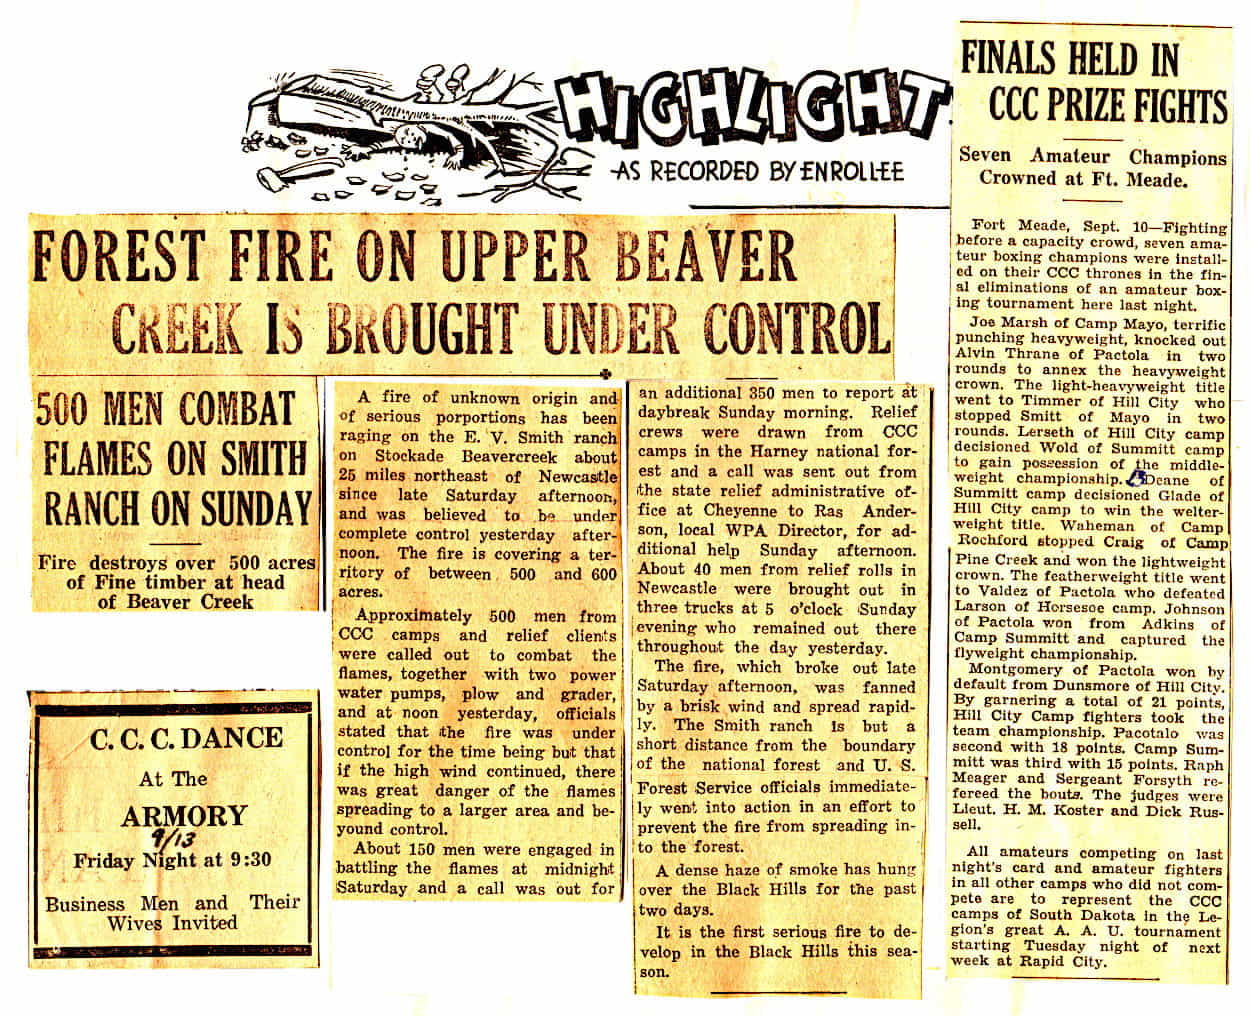 HIGHLIGHT
AS RECORDED BY ENROLLEE
FOREST FIRE ON UPPER BEAVER
CREEK IS BROUGHT UNDER CONTROL
500 MEN COMBAT
FLAMES ON SMITH
RANCH ON SUNDAY
Fire destroys over 500 acres
of Fine timber at head
of Beaver Creek
A fire of unknown origin and
of serious porportions has been
raging on the E. V. Smith ranch
on Stockade Beavercreek about
25 miles northeast of Newcastle
since late Saturday afternoon,
and was believed to be under
complete control yesterday after-
noon. The fire is covering a ter-
ritory of between 500 and 600
acres.
Approximately 500 men from
CCC camps and relief clients
were called out to combat the
flames, together with two power
water pumps, plow and grader,
and at noon yesterday, officials
stated that the fire was under
control for the time being but that
if the high wind continued, there
was great danger of the flames
spreading to a larger area and be-
yound control.
About 150 men were engaged in
battling the flames at midnight
Saturday and a call was out for
an additional 350 men to report at
daybreak Sunday morning. Relief
crews were drawn from CCC
camps in the Harney national for-
est and a call was sent out from
the state relief administrative of-
fice at Cheyenne to Ras Ander-
son, local WPA Director, for ad-
ditional help Sunday afternoon.
About 40 men from relief rolls in
Newcastle were brought out in
three trucks at 5 o'clock Sunday
evening who remained out there
throughout the day yesterday.
The fire, which broke out late
Saturday afternoon, was fanned
by a brisk wind and spread rapid-
ly. The Smith ranch is but a
short distance from the boundary
of the national forest and U. S.
Forest Service officials immediate-
ly went into action in an effort to
prevent the fire from spreading in-
to the forest.
A dense haze of smoke has hung
over the Black Hills for the past
two days.
It is the first serious fire to de-
velop in the Black Hills this sea-
son.
C. C. C. DANCE
At The
ARMORY
9/13
Friday Night at 9:30
Business Men and Their
Wives Invited
FINALS HELD IN
CCC PRIZE FIGHTS
Seven Amateur Champions
Crowned at Ft. Meade.
Fort Meade, Sept. 10—Fighting
before a capacity crowd, seven ama-
teur boxing champions were install-
ed on their CCC thrones in the fin-
al eliminations of an amateur box-
ing tournament here last night.
Joe Marsh of Camp Mayo, terrific
punching heavyweight, knocked out
Alvin Thrane of Pactola in two
rounds to annex the heavyweight
crown. The light-heavyweight title
went to Timmer of Hill City who
stopped Smitt of Mayo in two
rounds. Lerseth of Hill City camp
decisioned Wold of Summitt camp
to gain possession of the middle-
weight championship. Deane of
Summitt camp decisioned Glade of
Hill City camp to win the welter-
weight title. Waheman of Camp
Rochford stopped Craig of Camp
Pine Creek and won the lightweight
crown. The featherweight title went
to Valdez of Pactola who defeated
Larson of Horsesoe camp. Johnson
of Pactola won from Adkins of
Camp Summitt and captured the
flyweight championship.
Montgomery of Pactola won by
default from Dunsmore of Hill City.
By garnering a total of 21 points,
Hill City Camp fighters took the
team championship. Pacotalo was
second with 18 points. Camp Sum-
mitt was third with 15 points. Raph
Meager and Sergeant Forsyth re-
fereed the bouts. The judges were
Lieut. H. M. Koster and Dick Rus-
sell.
All amateurs competing on last
night's card and amateur fighters
in all other camps who did not com-
pete are to represent the CCC
camps of South Dakota in the Le-
gion's great A. A. U. tournament
starting Tuesday night of next
week at Rapid City.